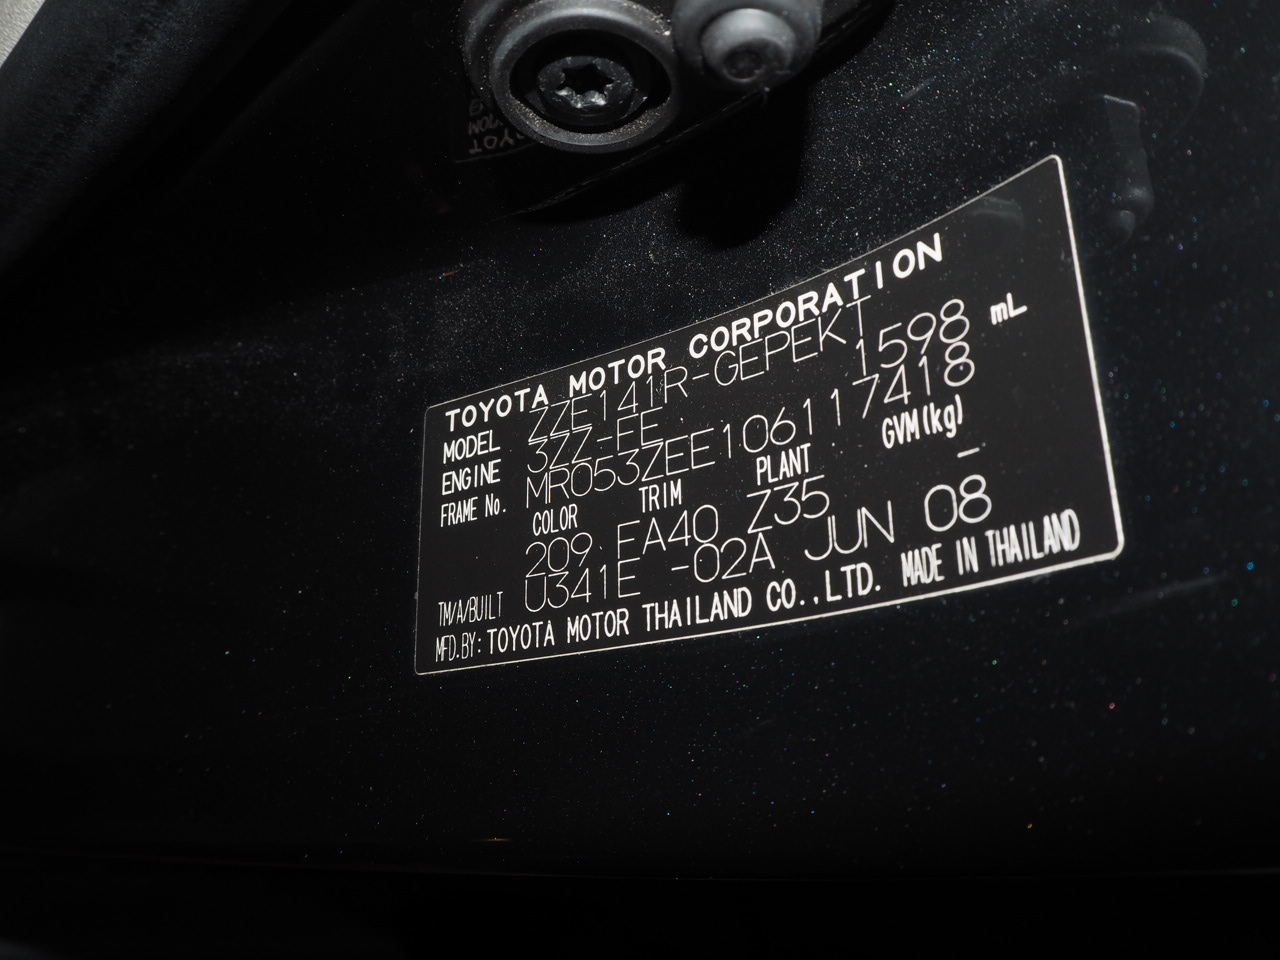 TOYOTA MOTOR CORPORATION
MODEL ZZE141R-GEPEKT
ENGINE 3ZZ-FE 1598 mL
FRAME No. MR053ZEE106117418
COLOR TRIM PLANT GVM(kg)
209 FA40 Z35 –
TM/A/BUILT U341E -02A JUN 08
MFD.BY: TOYOTA MOTOR THAILAND CO.,LTD. MADE IN THAILAND